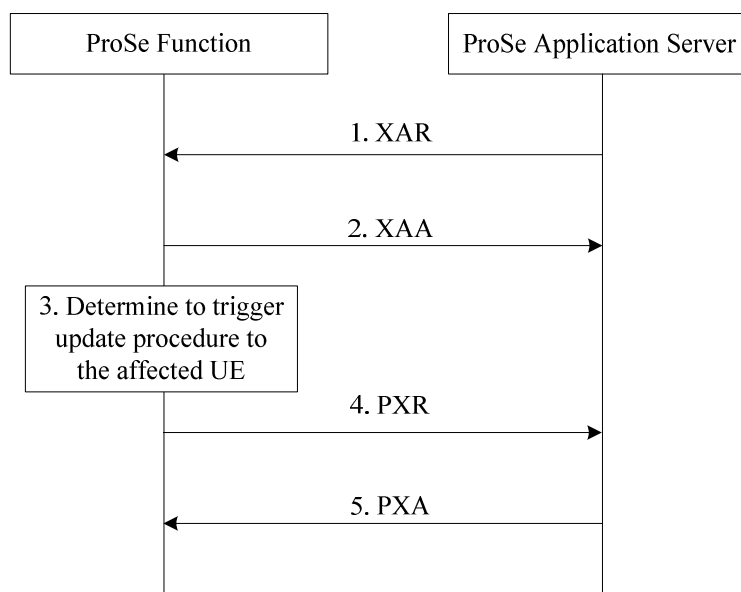 ProSe Function
ProSe Application Server
1. XAR
2. XAA
3. Determine to trigger
update procedure to
the affected UE
4. PXR
5. PXA